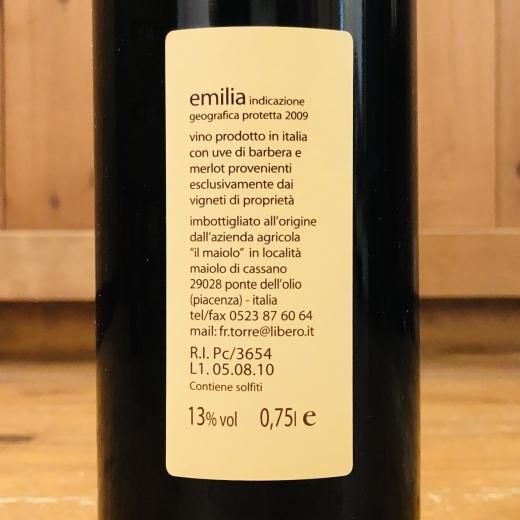 emilia indicazione
geografica protetta 2009
vino prodotto in italia
con uve di barbera e
merlot provenienti
esclusivamente dai
vigneti di proprietà
imbottigliato all'origine
dall'azienda agricola
"il maiolo" in località
maiolo di cassano
29028 ponte dell'olio
(piacenza) - italia
tel/fax 0523 87 60 64
mail: fr.torre@libero.it
R.I. Pc/3654
L1. 05.08.10
Contiene solfiti
13% vol 0,75l e